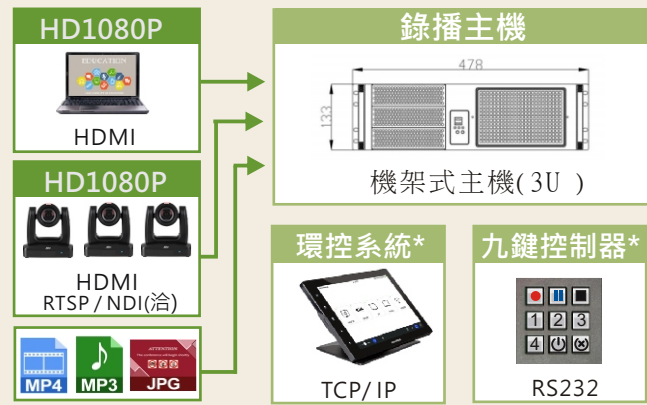 HD1080P
EDUCATION
HDMI
HD1080P
HDMI
RTSP / NDI(洽)
MP4
MP3
ATTENTION
JPG
錄播主機
478
133
機架式主機(3U )
環控系統*
TCP/ IP
九鍵控制器*
1 2 3
4
RS232